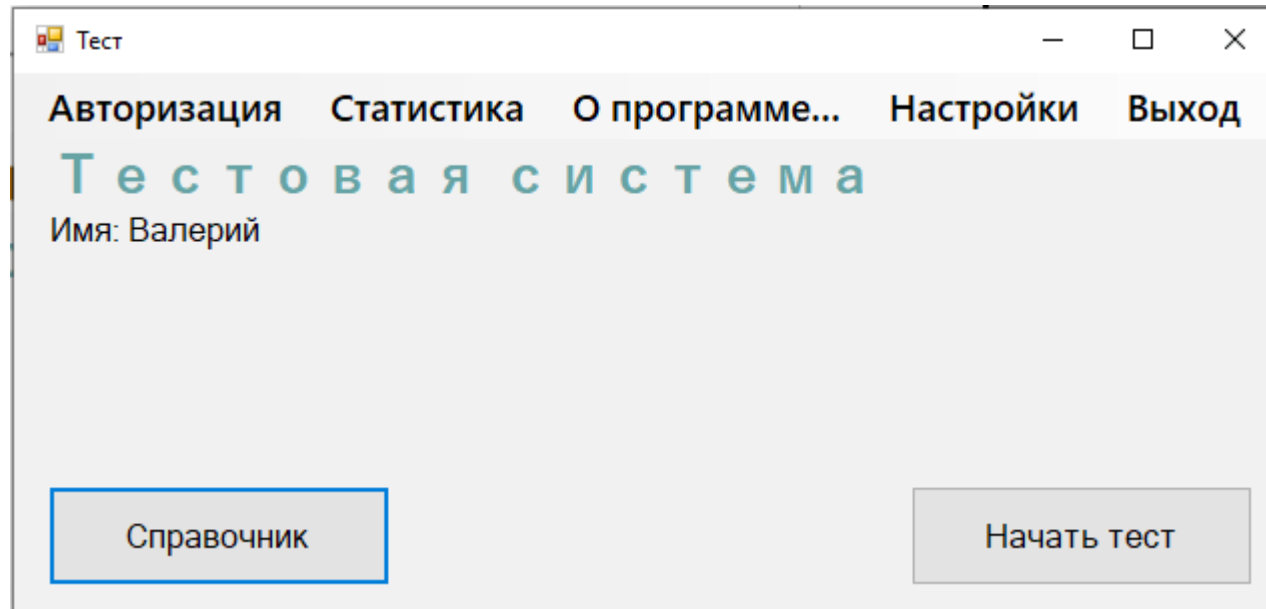 Тест
Авторизация Статистика О программе... Настройки Выход
Тестовая система
Имя: Валерий
Справочник Начать тест